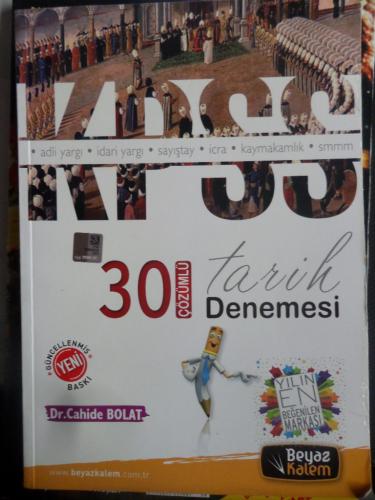 KPSS
• adli yargı • idari yargı • sayıştay • icra • kaymakamlık • smmm
30
ÇÖZÜMLÜ
tarih
Denemesi
GÜNCELLENMİŞ
YENİ
BASKI
Dr.Cahide BOLAT
YILIN
EN
BEĞENİLEN
MARKASI
Beyaz
Kalem
www.beyazkalem.com.tr